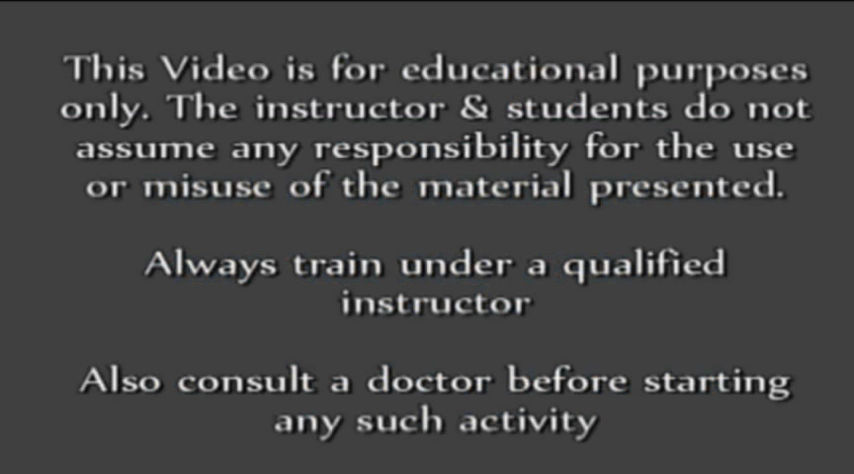 This Video is for educational purposes
only. The instructor & students do not
assume any responsibility for the use
or misuse of the material presented.
Always train under a qualified
instructor
Also consult a doctor before starting
any such activity